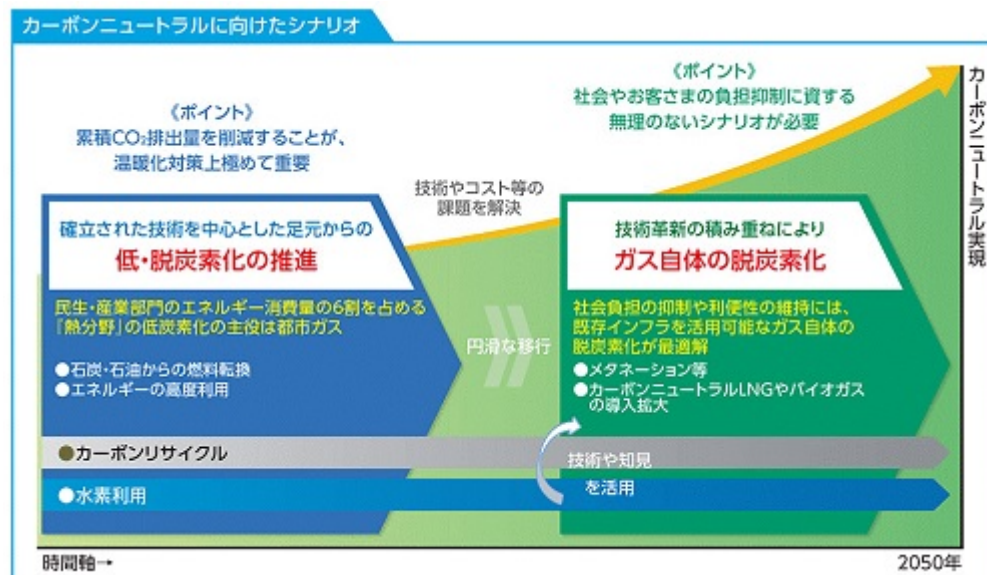 カーボンニュートラルに向けたシナリオ
《ポイント》
累積CO₂排出量を削減することが、
温暖化対策上極めて重要
《ポイント》
社会やお客さまの負担抑制に資する
無理のないシナリオが必要
技術やコスト等の
課題を解決
カーボンニュートラル実現
確立された技術を中心とした足元からの
低・脱炭素化の推進
民生・産業部門のエネルギー消費量の6割を占める
『熱分野』の低炭素化の主役は都市ガス
●石炭・石油からの燃料転換
●エネルギーの高度利用
円滑な移行
技術革新の積み重ねにより
ガス自体の脱炭素化
社会負担の抑制や利便性の維持には、
既存インフラを活用可能なガス自体の
脱炭素化が最適解
●メタネーション等
●カーボンニュートラルLNGやバイオガス
の導入拡大
●カーボンリサイクル
●水素利用
技術や知見
を活用
時間軸→
2050年